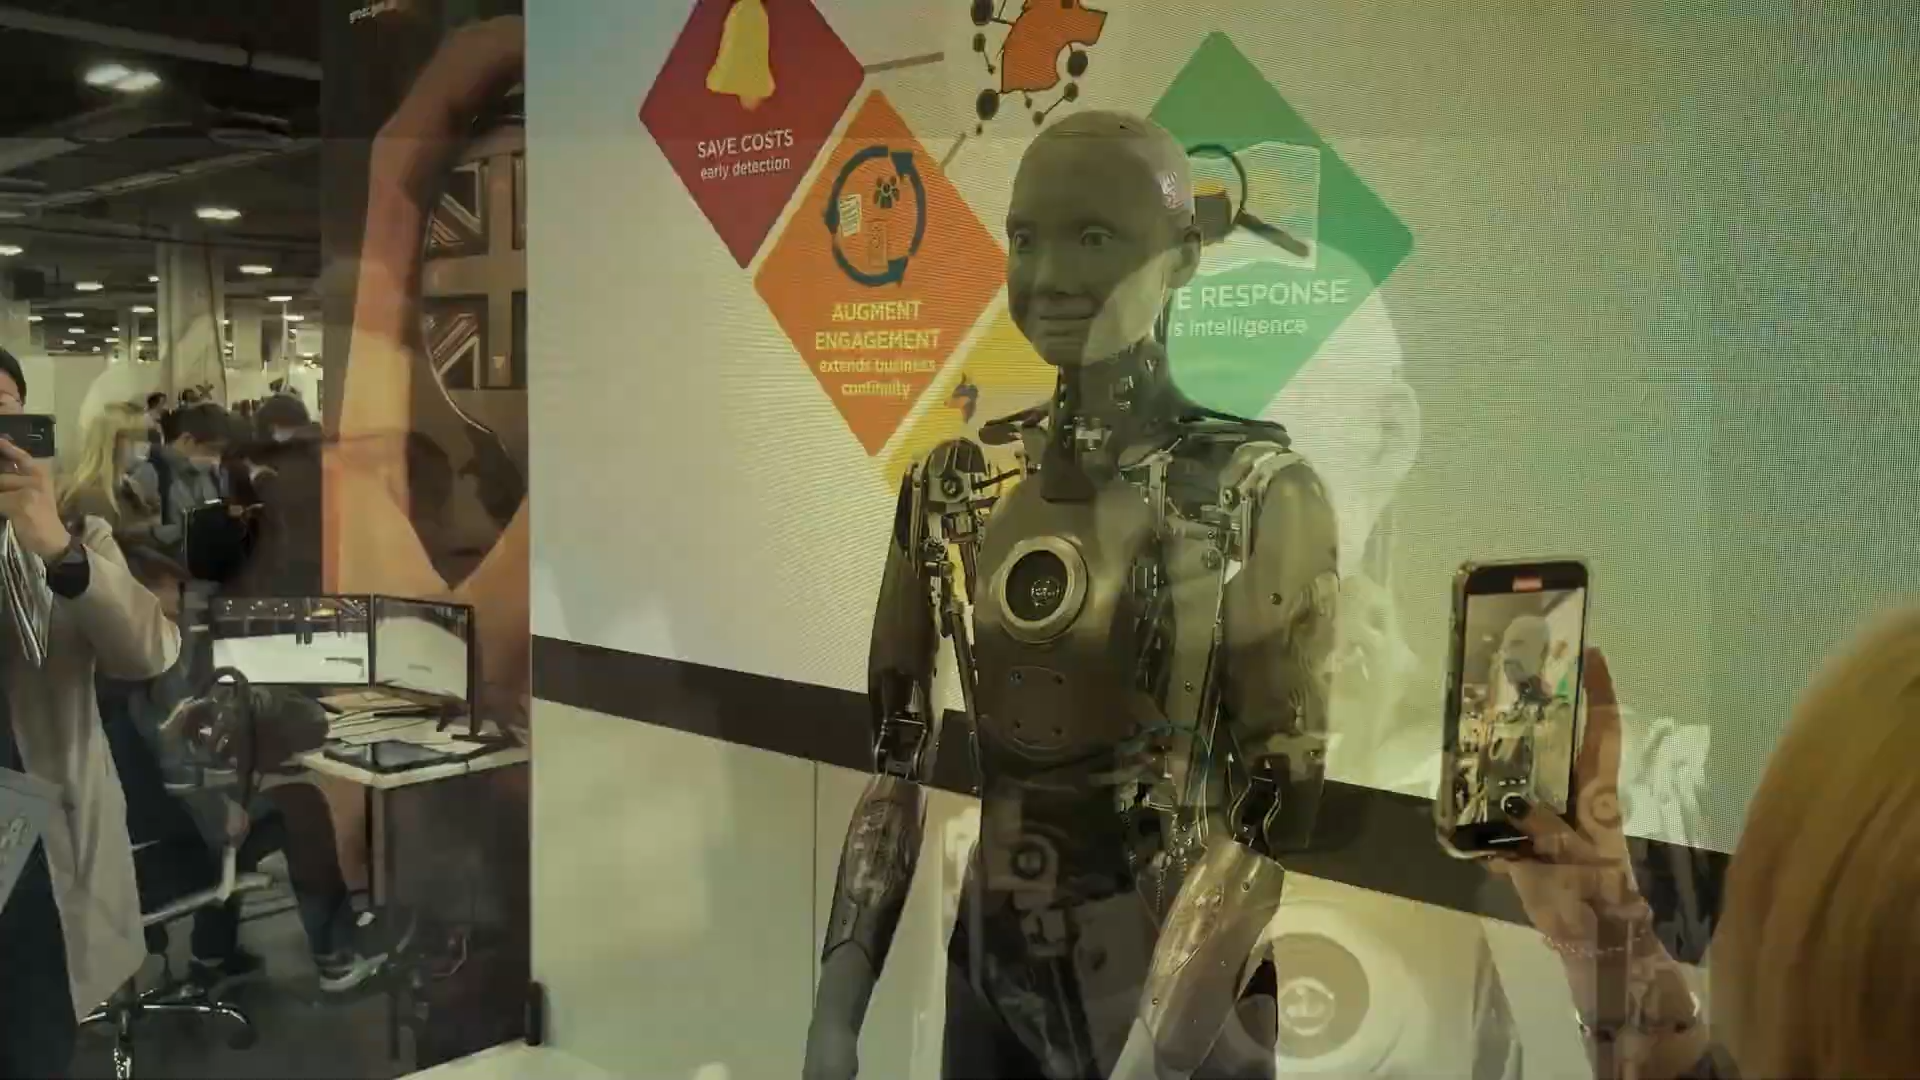 SAVE COSTS
early detection
AUGMENT
ENGAGEMENT
extends business
continuity
E RESPONSE
s intelligence